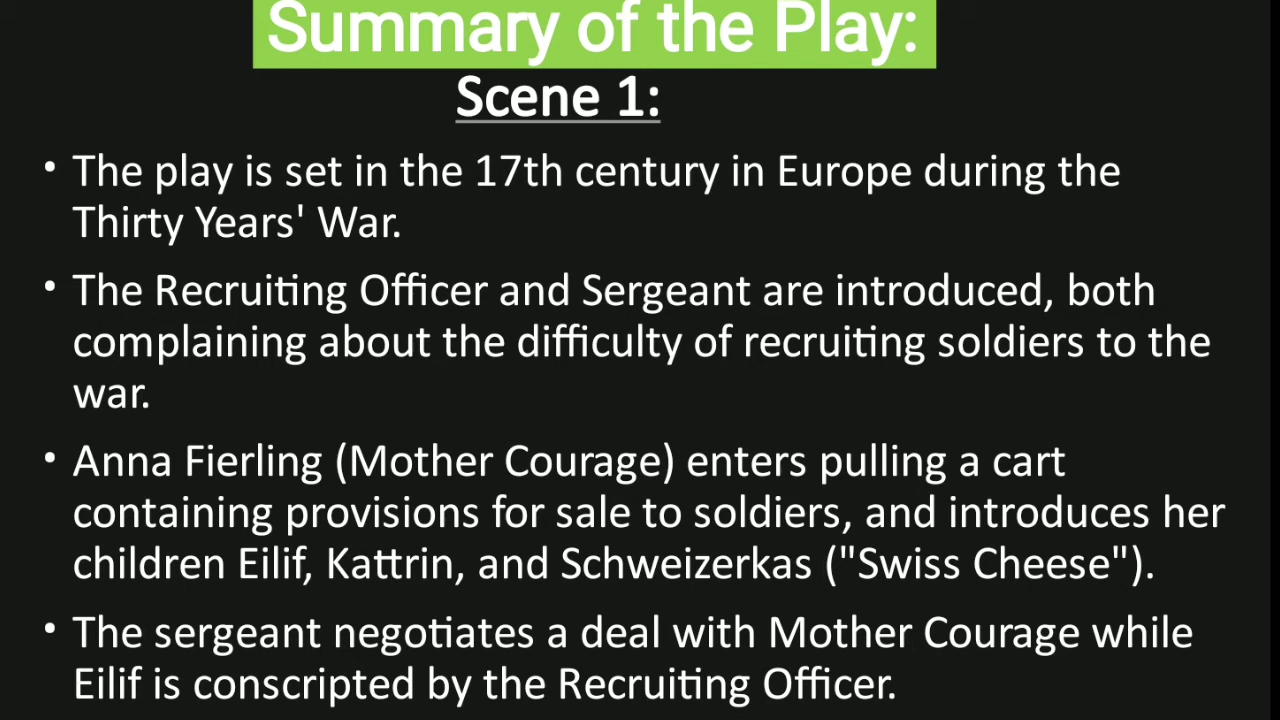 Summary of the Play:
Scene 1:
• The play is set in the 17th century in Europe during the
Thirty Years' War.
• The Recruiting Officer and Sergeant are introduced, both
complaining about the difficulty of recruiting soldiers to the
war.
• Anna Fierling (Mother Courage) enters pulling a cart
containing provisions for sale to soldiers, and introduces her
children Eilif, Kattrin, and Schweizerkas ("Swiss Cheese").
• The sergeant negotiates a deal with Mother Courage while
Eilif is conscripted by the Recruiting Officer.